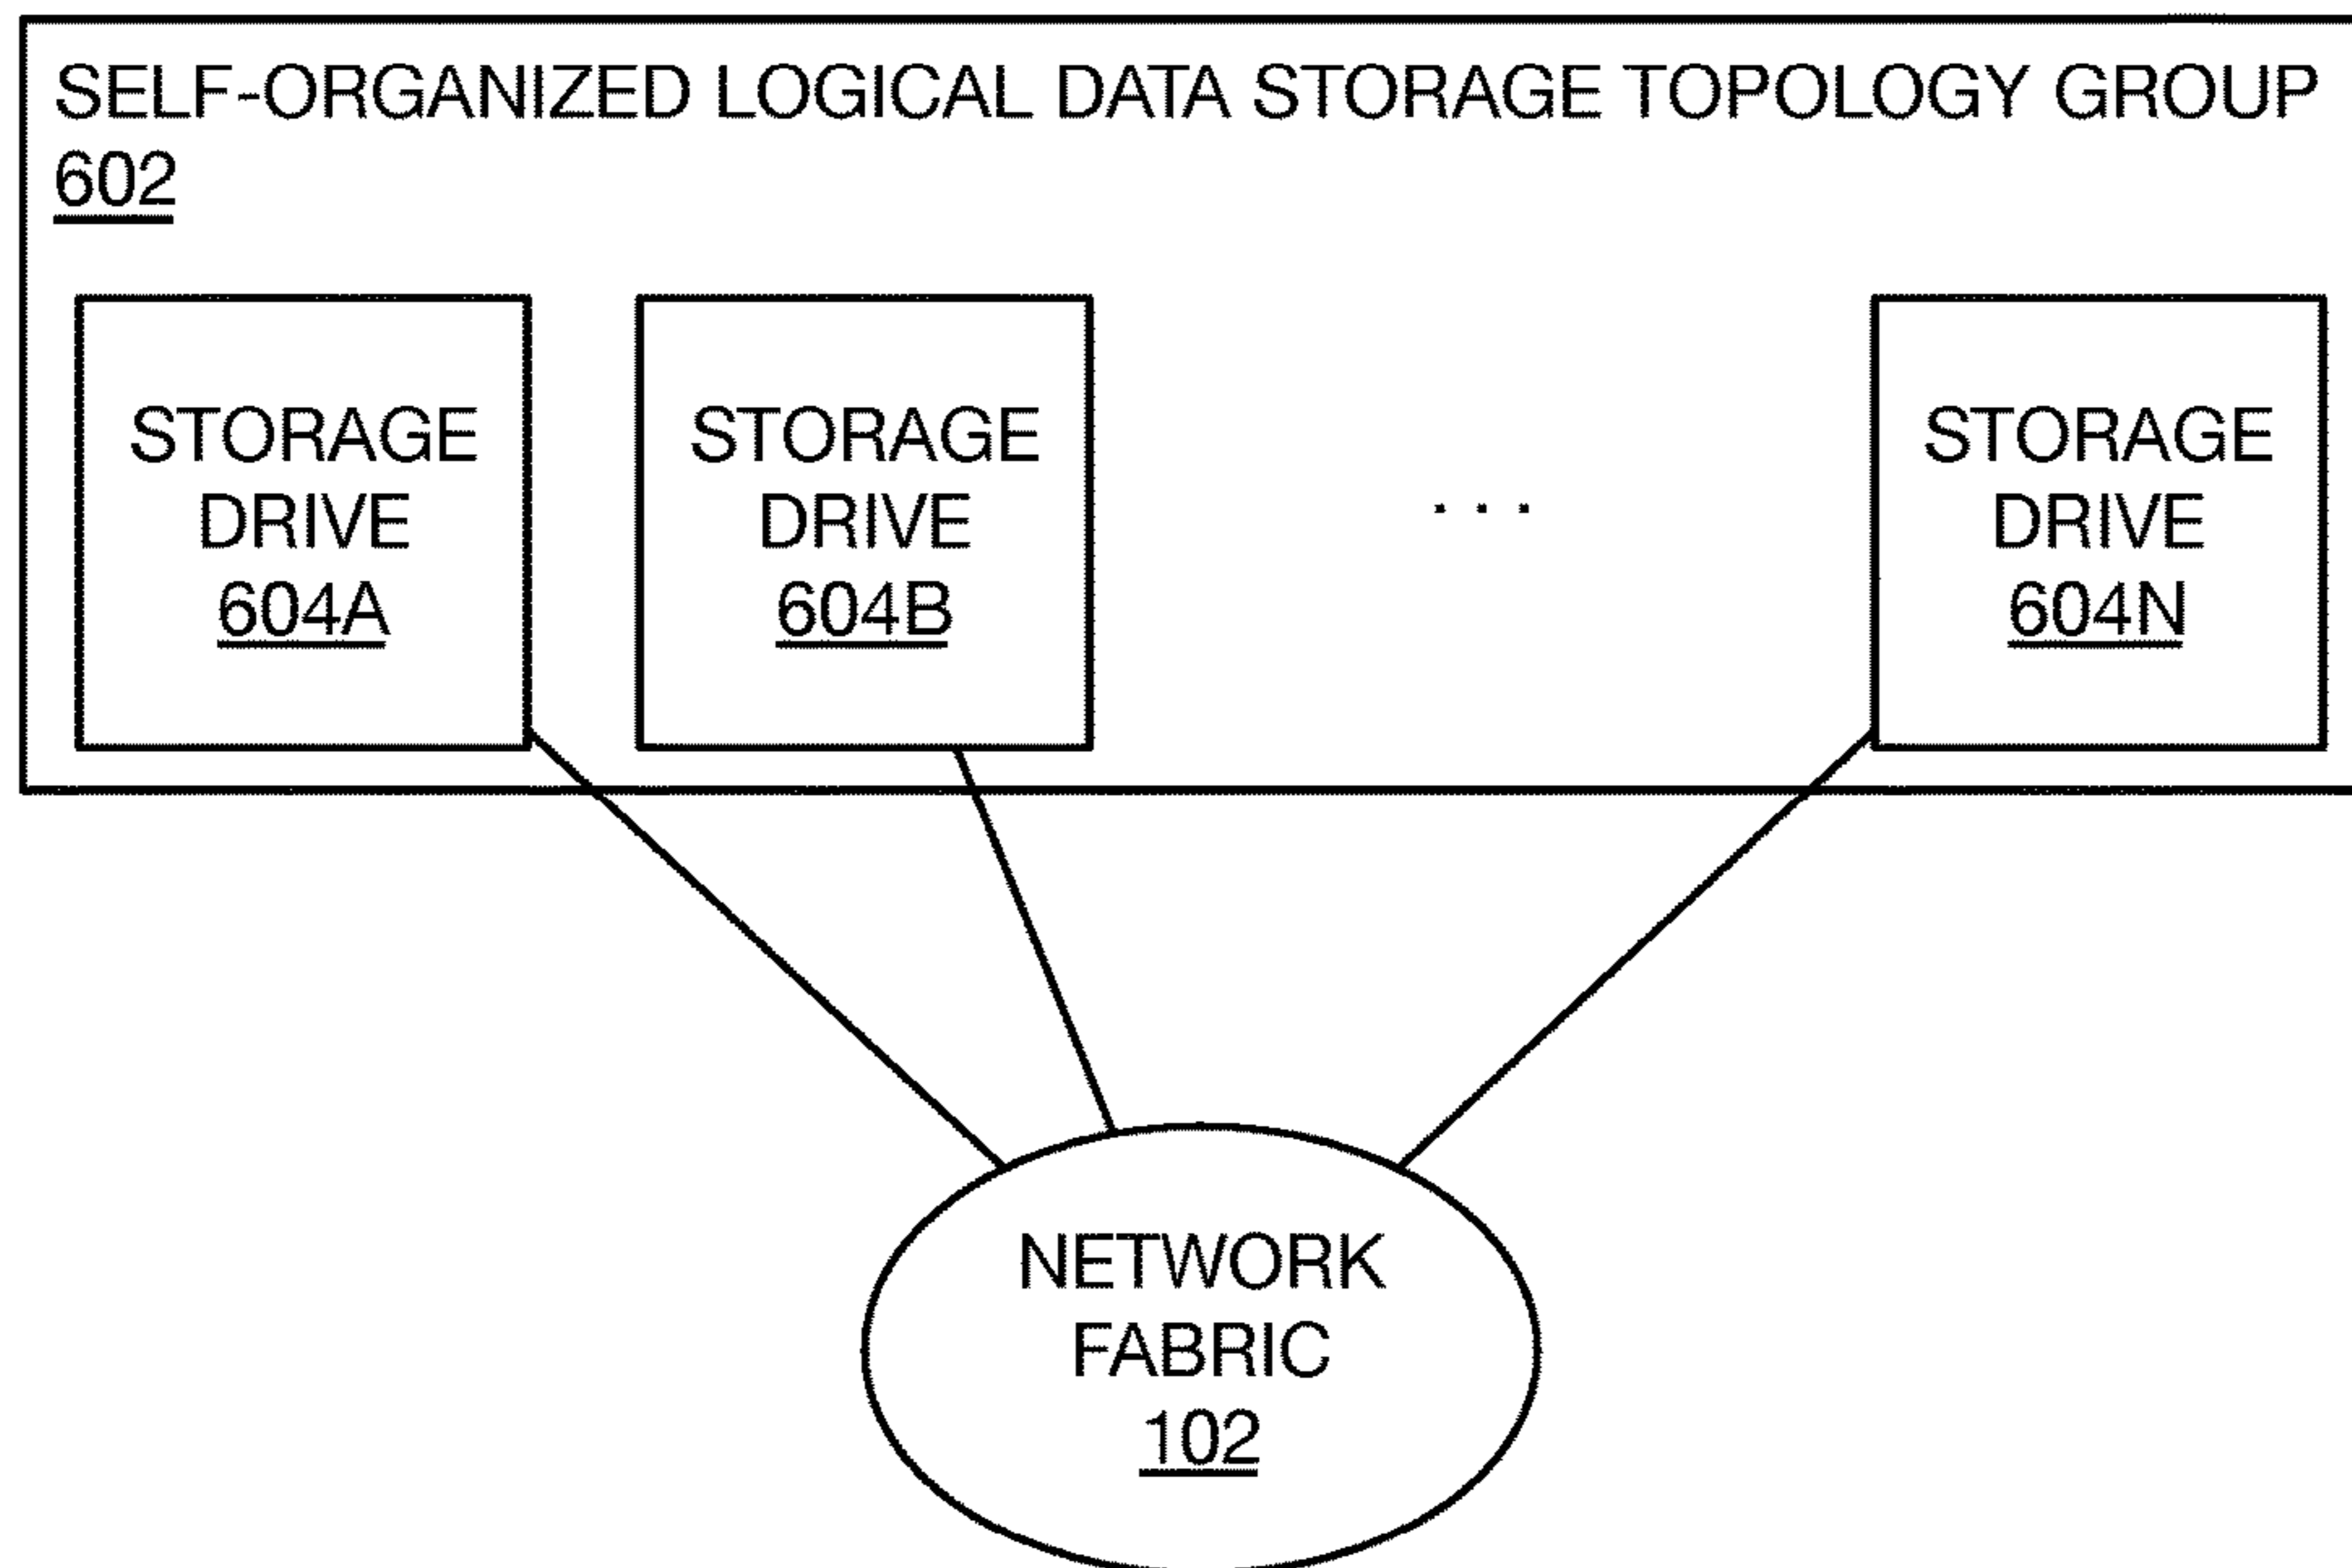 SELF-ORGANIZED LOGICAL DATA STORAGE TOPOLOGY GROUP
602
STORAGE
DRIVE
604A
STORAGE
DRIVE
604B
. . .
STORAGE
DRIVE
604N
NETWORK
FABRIC
102